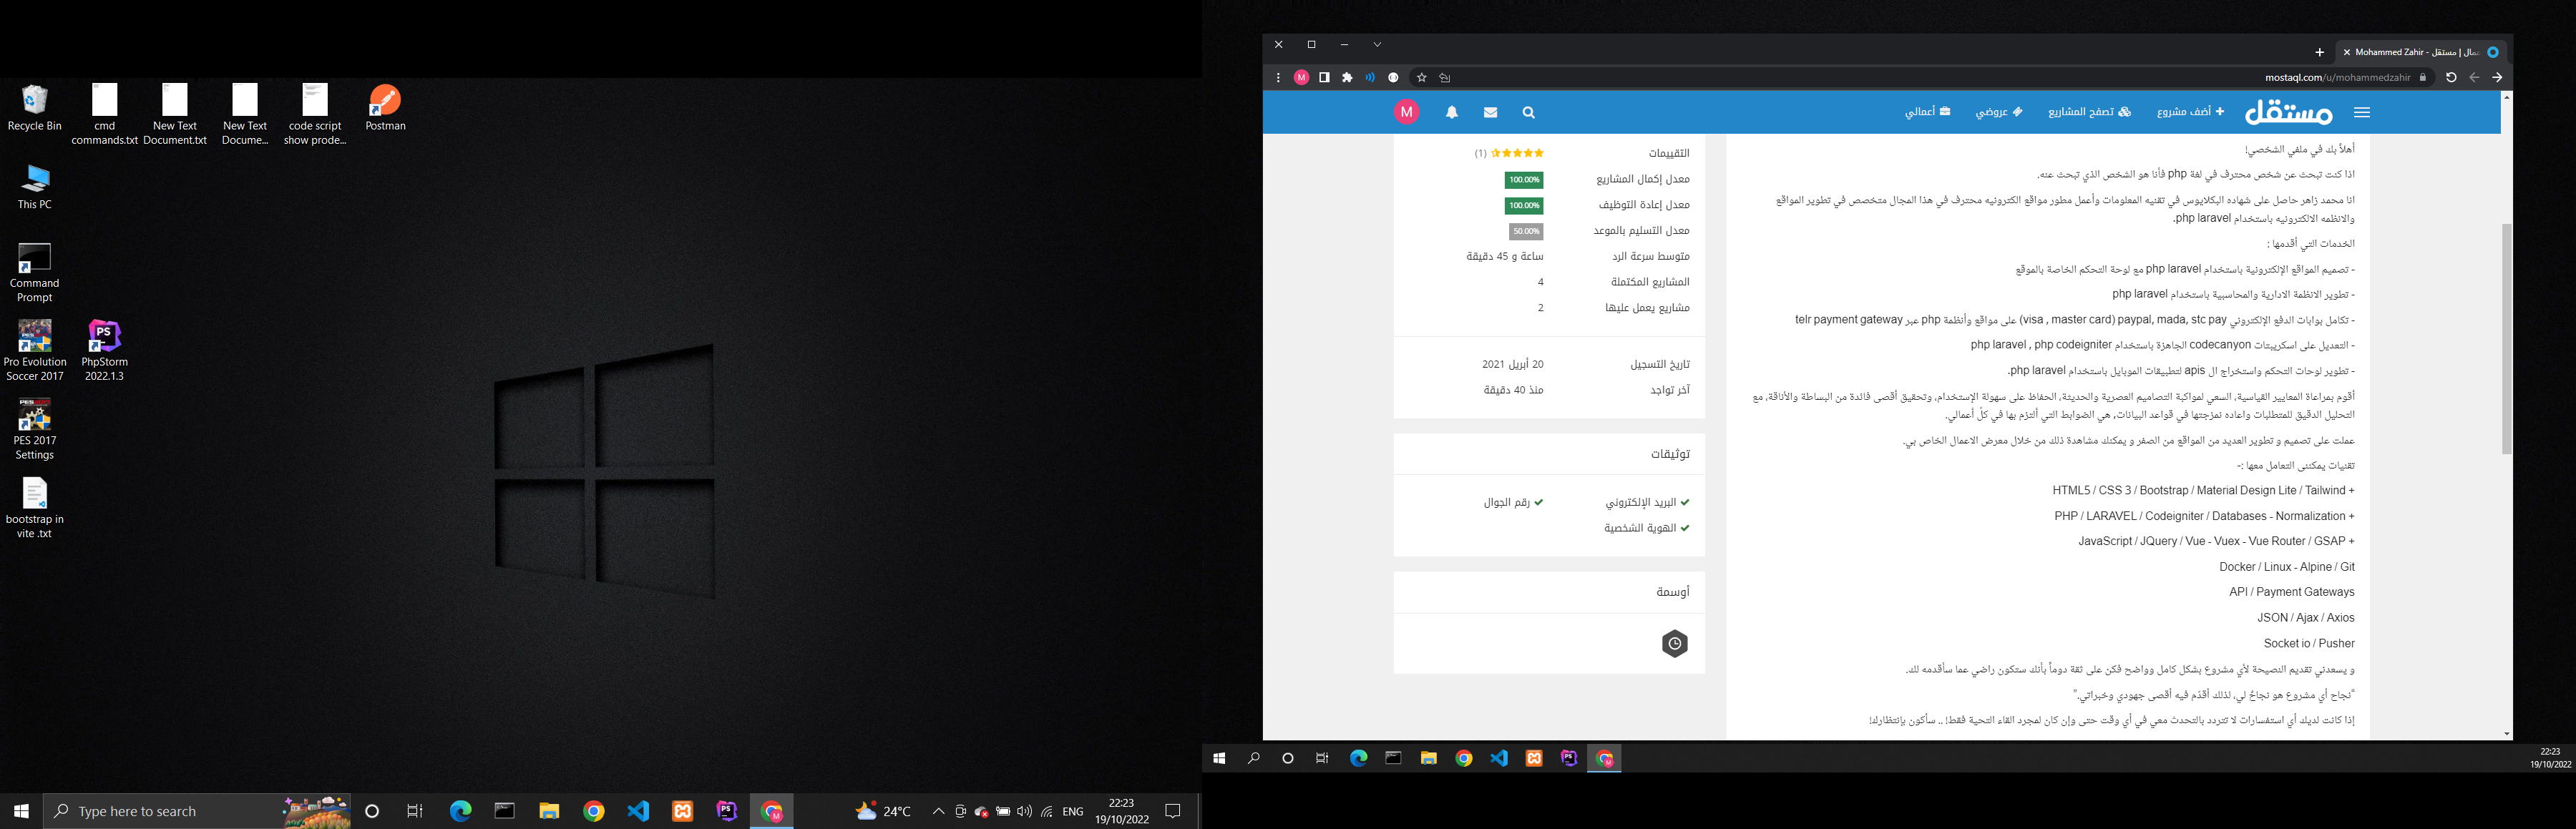 Recycle Bin
cmd commands.txt
New Text Document.txt
New Text Docume...
code script show prode...
Postman
This PC
Command Prompt
Pro Evolution Soccer 2017
PhpStorm 2022.1.3
PES 2017 Settings
bootstrap in vite .txt
Type here to search
24°C
ENG
22:23
19/10/2022
Mohammed Zahir - عمال | مستقل
mostaql.com/u/mohammedzahir
M
مستقل
أضف مشروع
تصفح المشاريع
عروضي
أعمالي
M
أهلاً بك في ملفي الشخصي!
اذا كنت تبحث عن شخص محترف في لغة php فأنا هو الشخص الذي تبحث عنه.
انا محمد زاهر حاصل على شهاده البكلايوس في تقنيه المعلومات وأعمل مطور مواقع الكترونيه محترف في هذا المجال متخصص في تطوير المواقع
والانظمه الالكترونيه باستخدام php laravel.
الخدمات التي أقدمها :
- تصميم المواقع الإلكترونية باستخدام php laravel مع لوحة التحكم الخاصة بالموقع
- تطوير الانظمة الادارية والمحاسبية باستخدام php laravel
- تكامل بوابات الدفع الإلكتروني visa , master card) paypal, mada, stc pay) على مواقع وأنظمة php عبر telr payment gateway
- التعديل على اسكريبتات codecanyon الجاهزة باستخدام php laravel , php codeigniter
- تطوير لوحات التحكم واستخراج ال apis لتطبيقات الموبايل باستخدام php laravel.
أقوم بمراعاة المعايير القياسية، السعي لمواكبة التصاميم العصرية والحديثة، الحفاظ على سهولة الإستخدام، وتحقيق أقصى فائدة من البساطة والأناقة، مع
التحليل الدقيق للمتطلبات واعاده نمزجتها في قواعد البيانات, هي الضوابط التي ألتزم بها في كلّ أعمالي.
عملت على تصميم و تطوير العديد من المواقع من الصفر و يمكنك مشاهدة ذلك من خلال معرض الاعمال الخاص بي.
تقنيات يمكننى التعامل معها :-
HTML5 / CSS 3 / Bootstrap / Material Design Lite / Tailwind +
PHP / LARAVEL / Codeigniter / Databases - Normalization +
JavaScript / JQuery / Vue - Vuex - Vue Router / GSAP +
Docker / Linux - Alpine / Git
API / Payment Gateways
JSON / Ajax / Axios
Socket io / Pusher
و يسعدني تقديم النصيحة لأي مشروع بشكل كامل وواضح فكن على ثقة دوماً بأنك ستكون راضي عما سأقدمه لك.
"نجاح أي مشروع هو نجاحُ لي، لذلك أقدّم فيه أقصى جهودي وخبراتي."
إذا كانت لديك أي استفسارات لا تتردد بالتحدث معي في أي وقت حتى وإن كان لمجرد القاء التحية فقط! .. سأكون بإنتظارك!
التقييمات (1)
معدل إكمال المشاريع 100.00%
معدل إعادة التوظيف 100.00%
معدل التسليم بالموعد 50.00%
متوسط سرعة الرد ساعة و 45 دقيقة
المشاريع المكتملة 4
مشاريع يعمل عليها 2
تاريخ التسجيل 20 أبريل 2021
آخر تواجد منذ 40 دقيقة
توثيقات
البريد الإلكتروني رقم الجوال
الهوية الشخصية
أوسمة
22:23
19/10/2022